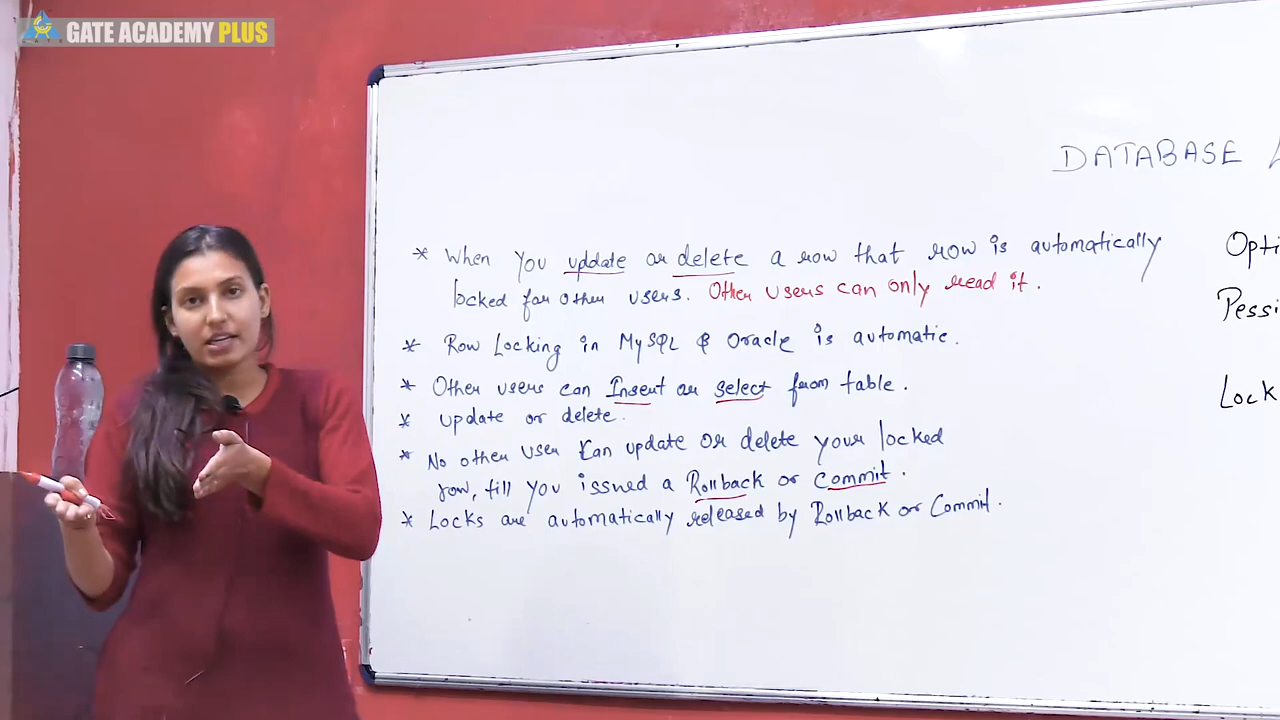 GATE ACADEMY PLUS
DATABASE
* When you update or delete a row that row is automatically
locked for other users. Other users can only read it.
* Row Locking in MySQL & Oracle is automatic.
* Other users can Insert or select from table.
* update or delete.
* No other user can update or delete your locked
row, till you issued a Rollback or commit.
* Locks are automatically released by Rollback or Commit.
Opti
Pessi
Lock